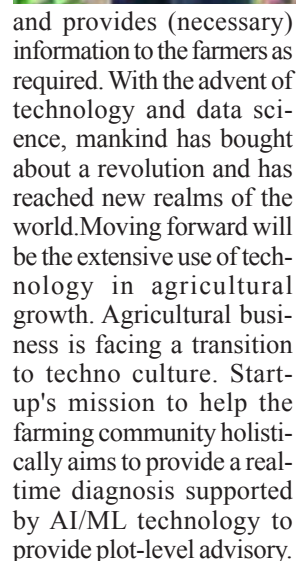 and provides (necessary)
information to the farmers as
required. With the advent of
technology and data sci-
ence, mankind has bought
about a revolution and has
reached new realms of the
world.Moving forward will
be the extensive use of tech-
nology in agricultural
growth. Agricultural busi-
ness is facing a transition
to techno culture. Start-
up's mission to help the
farming community holisti-
cally aims to provide a real-
time diagnosis supported
by AI/ML technology to
provide plot-level advisory.